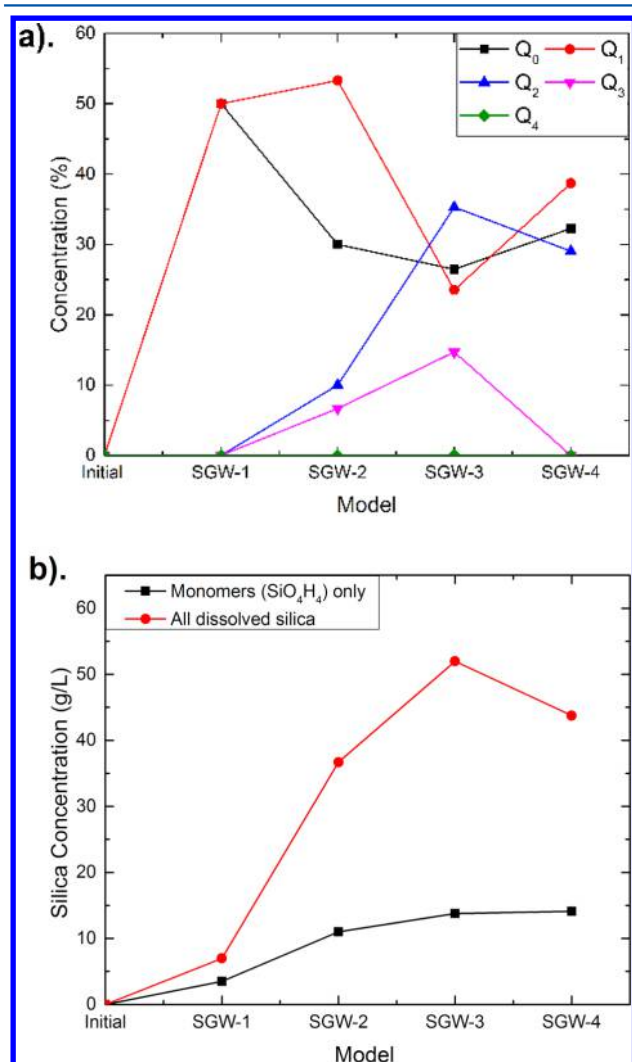 a).
60
50
40
30
20
10
0
Concentration (%)
Q₀ Q₁
Q₂ Q₃
Q₄
Initial SGW-1 SGW-2 SGW-3 SGW-4
Model
b).
60
50
40
30
20
10
0
Silica Concentration (g/L)
Monomers (SiO₄H₄) only
All dissolved silica
Initial SGW-1 SGW-2 SGW-3 SGW-4
Model